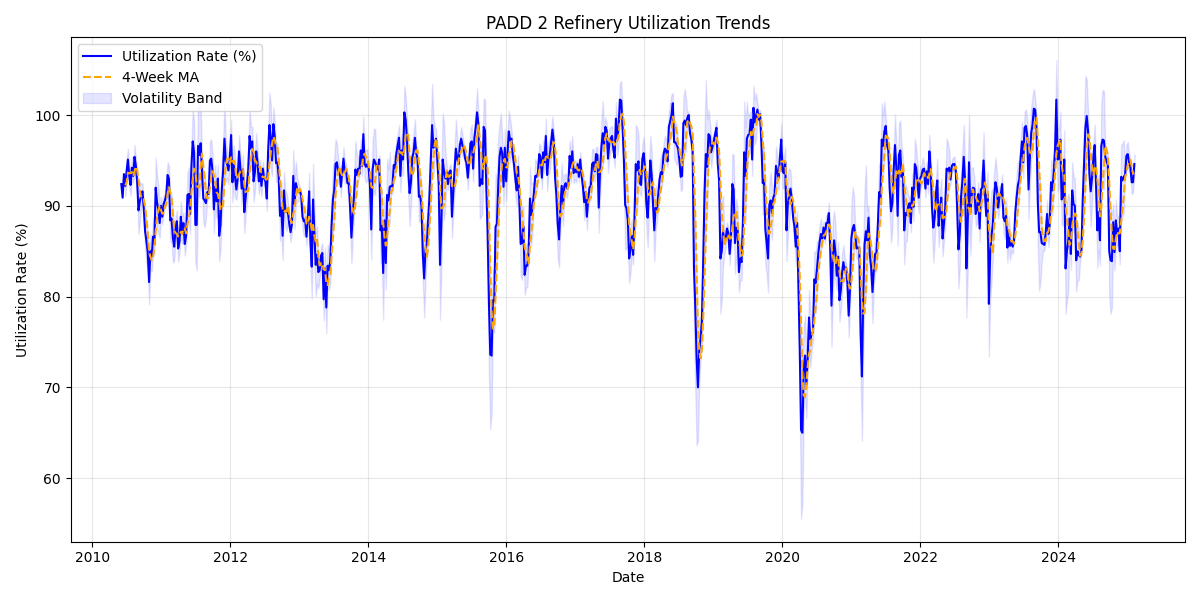 PADD 2 Refinery Utilization Trends
Utilization Rate (%)
4-Week MA
Volatility Band
Utilization Rate (%)
100
90
80
70
60
2010 2012 2014 2016 2018 2020 2022 2024
Date